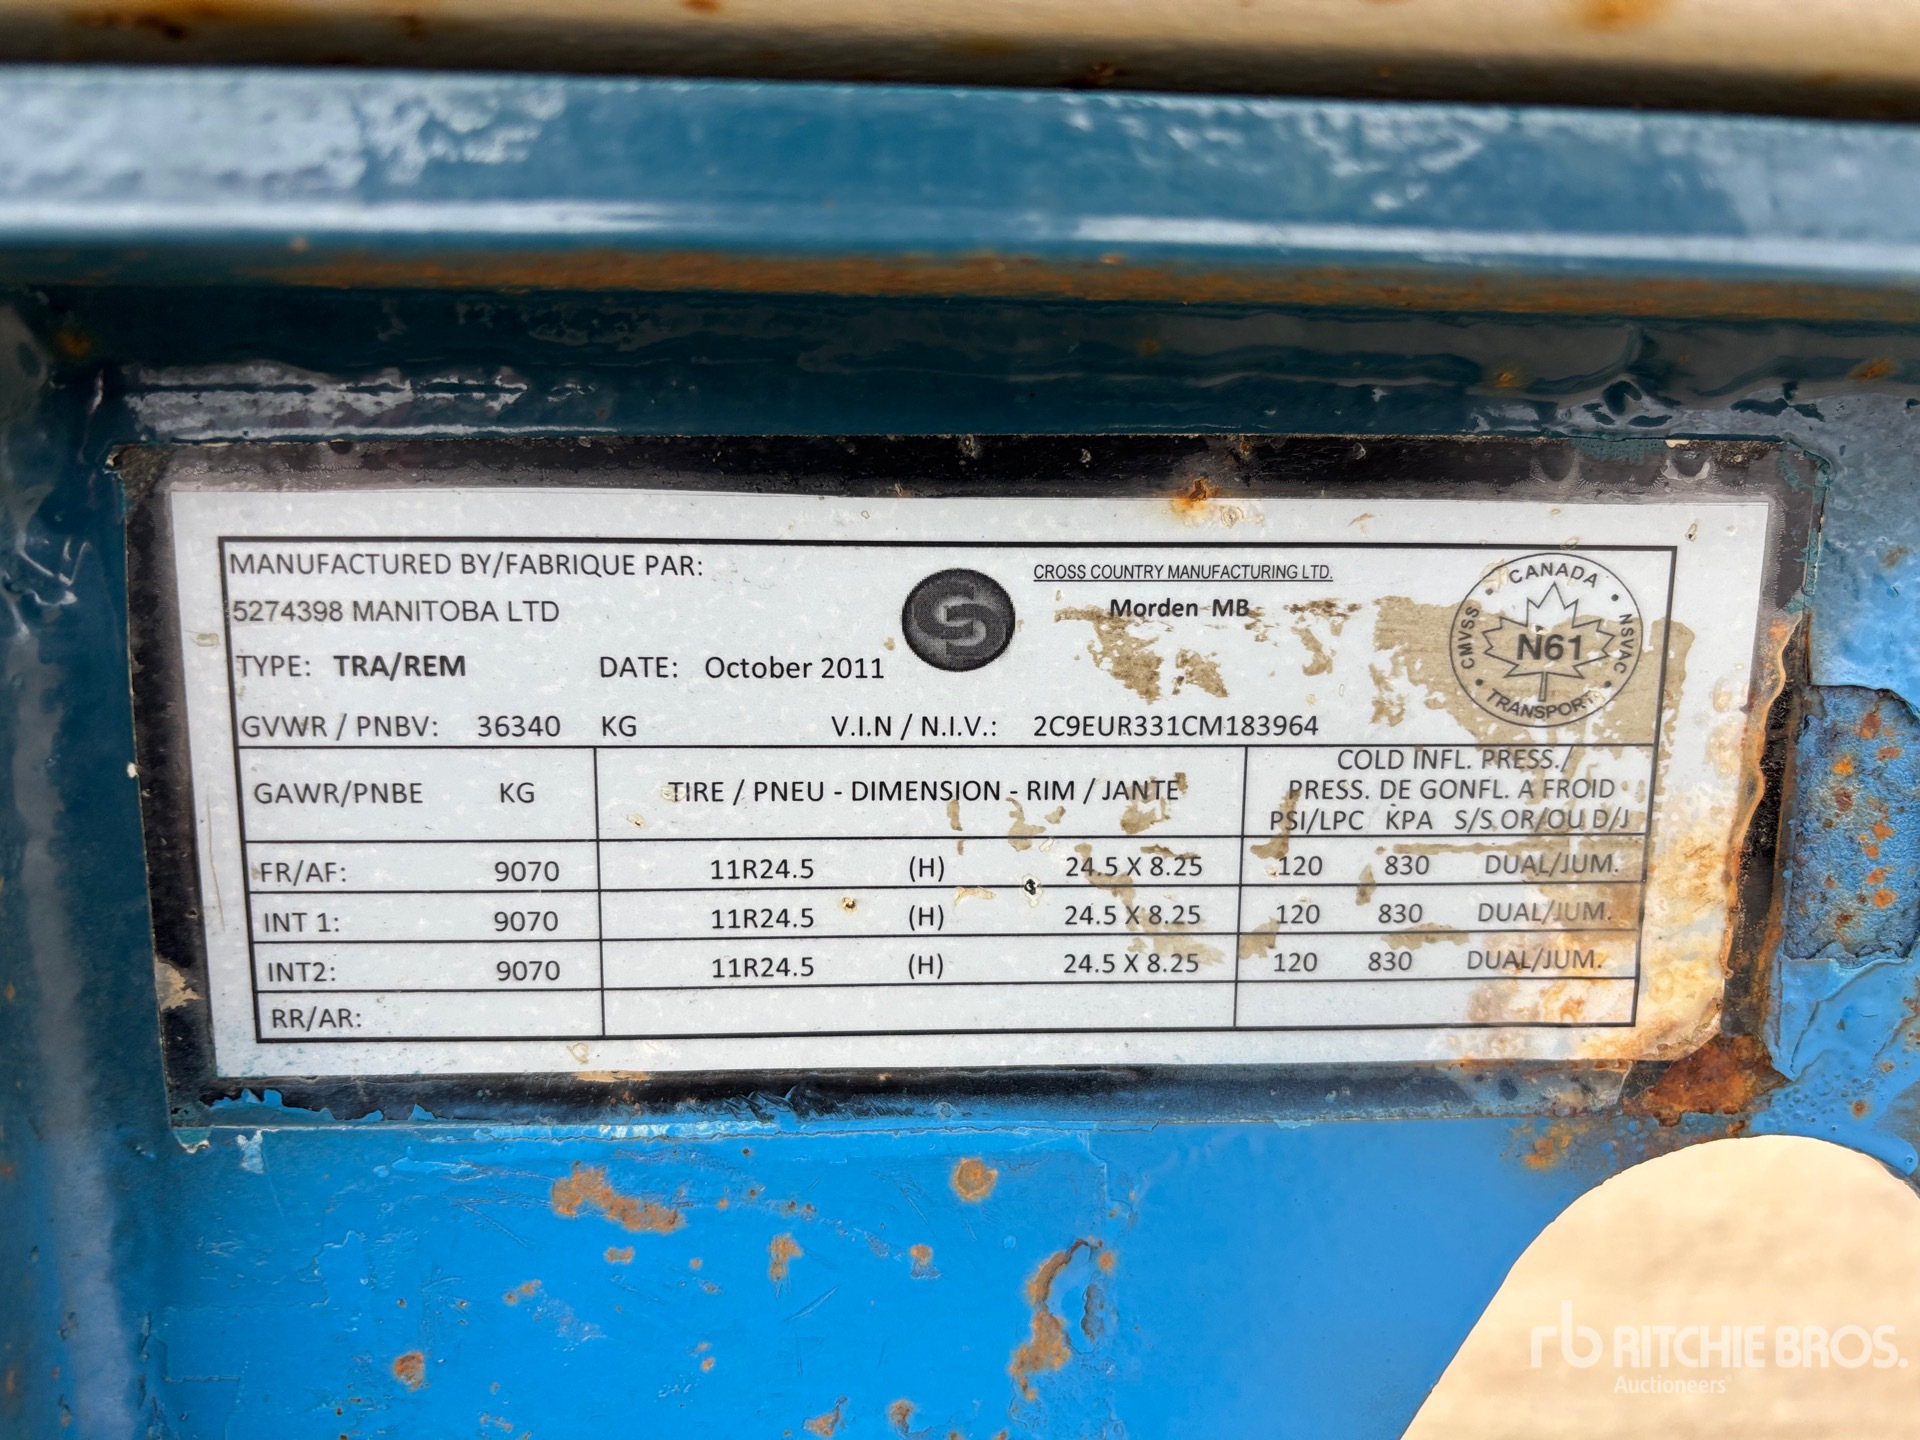 MANUFACTURED BY/FABRIQUE PAR:
5274398 MANITOBA LTD
CROSS COUNTRY MANUFACTURING LTD.
Morden MB
CANADA
CMVSS
N61
NSVAC
TRANSPORT
TYPE: TRA/REM DATE: October 2011
GVWR / PNBV: 36340 KG V.I.N / N.I.V.: 2C9EUR331CM183964
GAWR/PNBE KG TIRE / PNEU - DIMENSION - RIM / JANTE
COLD INFL. PRESS./
PRESS. DE GONFL. A FROID
PSI/LPC KPA S/S OR/OU D/J
FR/AF: 9070 11R24.5 (H) 24.5 X 8.25 120 830 DUAL/JUM.
INT 1: 9070 11R24.5 (H) 24.5 X 8.25 120 830 DUAL/JUM.
INT2: 9070 11R24.5 (H) 24.5 X 8.25 120 830 DUAL/JUM.
RR/AR:
rb RITCHIE BROS.
Auctioneers